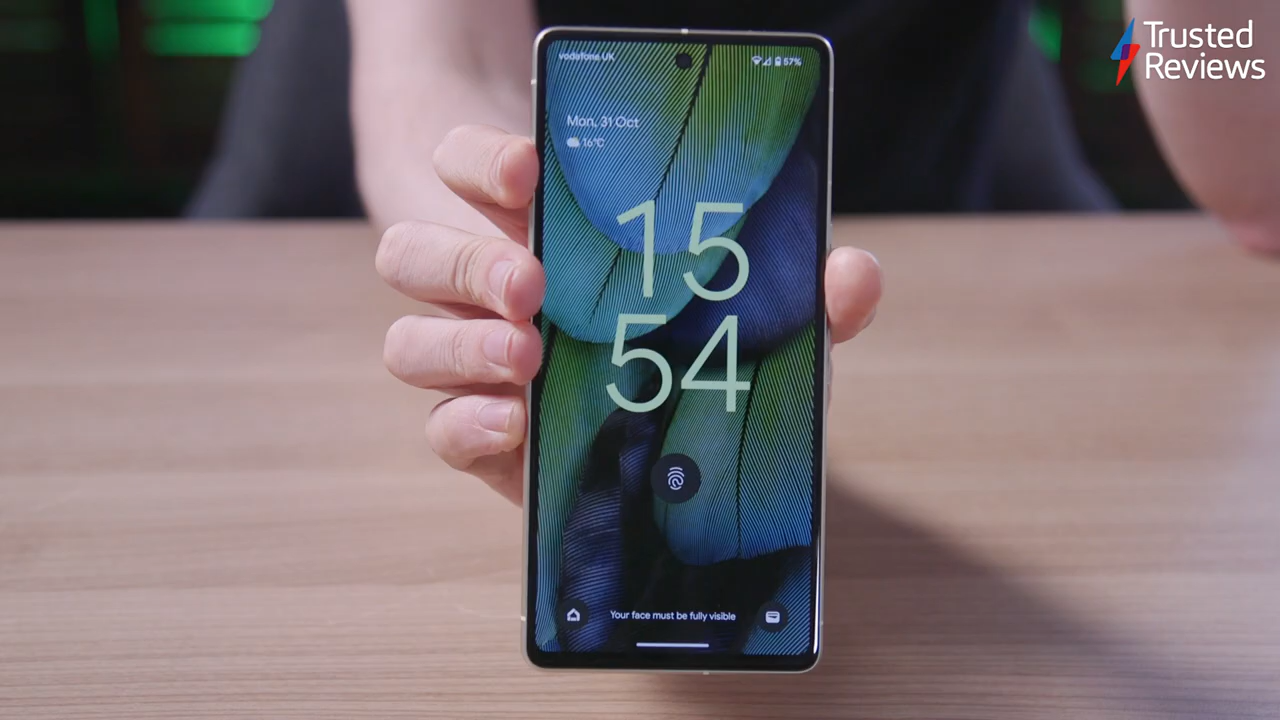 Trusted
Reviews
vodafone UK
57%
Mon, 31 Oct
16°C
15
54
Your face must be fully visible